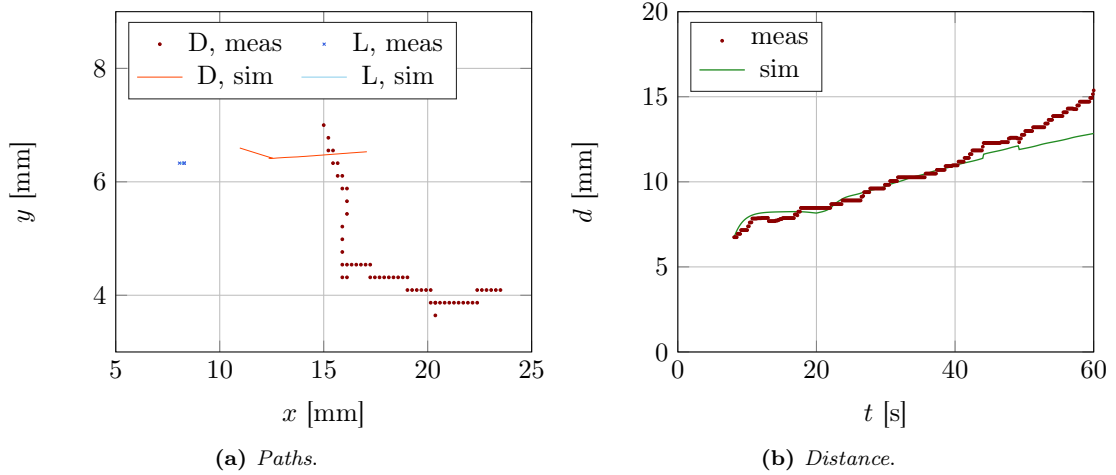 D, meas
L, meas
D, sim
L, sim
8
6
4
5
10
15
20
25
y [mm]
x [mm]
(a) Paths.
meas
sim
20
15
10
5
0
0
20
40
60
d [mm]
t [s]
(b) Distance.